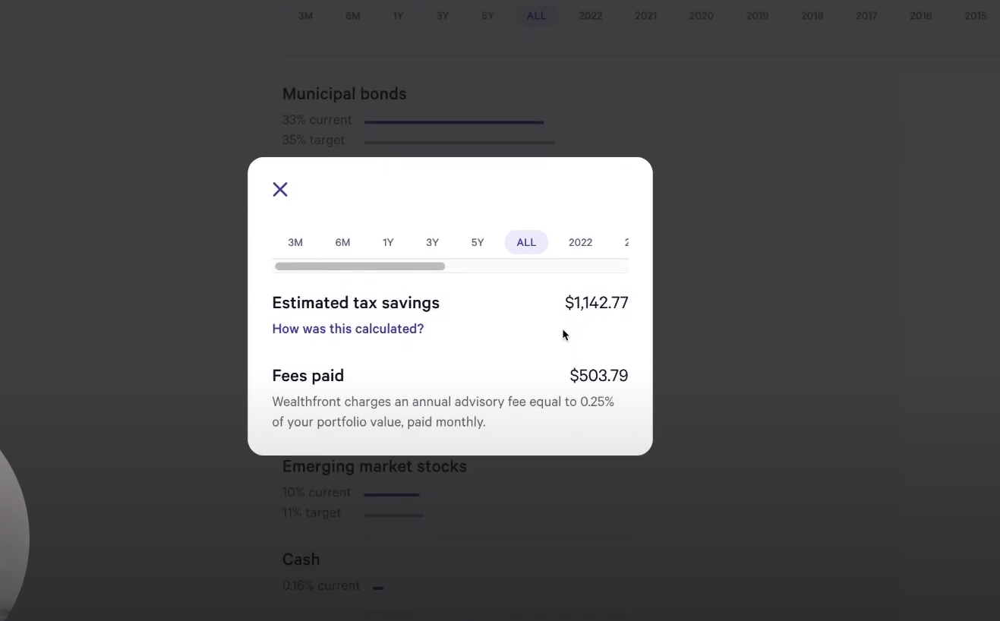 3M 6M 1Y 3Y 5Y ALL 2022 2021 2020 2019 2018 2017 2016 2015
Municipal bonds
33% current
35% target
3M 6M 1Y 3Y 5Y ALL 2022 2
Estimated tax savings $1,142.77
How was this calculated?
Fees paid $503.79
Wealthfront charges an annual advisory fee equal to 0.25%
of your portfolio value, paid monthly.
Emerging market stocks
10% current
11% target
Cash
0.16% current